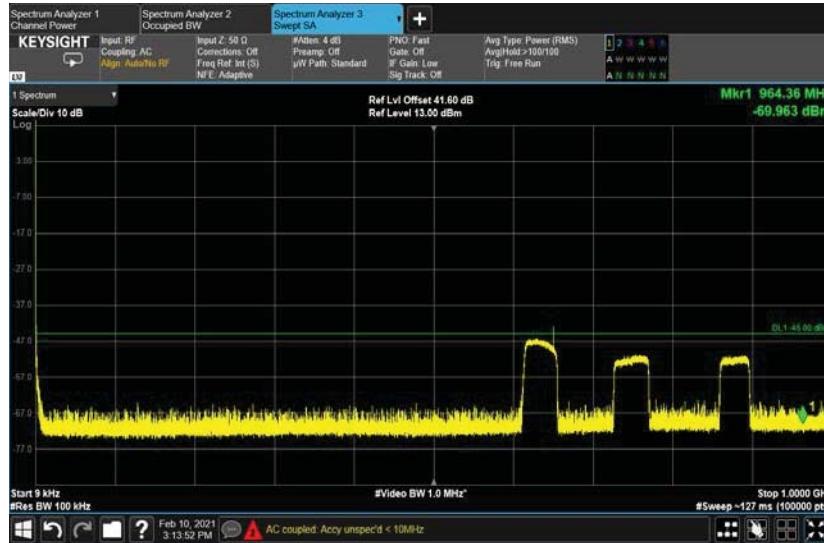 Spectrum Analyzer 1
Channel Power
Spectrum Analyzer 2
Occupied BW
Spectrum Analyzer 3
Swept SA
KEYSIGHT
Input: RF
Coupling: AC
Align: Auto/No RF
Input Z: 50 Ω
Corrections: Off
Freq Ref: Int (S)
NFE: Adaptive
#Atten: 4 dB
Preamp: Off
µW Path: Standard
PNO: Fast
Gate: Off
IF Gain: Low
Sig Track: Off
Avg Type: Power (RMS)
Avg|Hold:>100/100
Trig: Free Run
1 2 3 4 5 6
A W W W W W
A N N N N N
LXI
1 Spectrum
Scale/Div 10 dB
Log
Ref Lvl Offset 41.60 dB
Ref Level 13.00 dBm
Mkr1 964.36 MH
-69.963 dBr
3.00
-7.00
-17.0
-27.0
-37.0
-47.0
-57.0
-67.0
-77.0
DL1 -45.00 dB
1
Start 9 kHz
#Res BW 100 kHz
#Video BW 1.0 MHz*
Stop 1.0000 GH
#Sweep ~127 ms (100000 pt
Feb 10, 2021
3:13:52 PM
AC coupled: Accy unspec'd < 10MHz